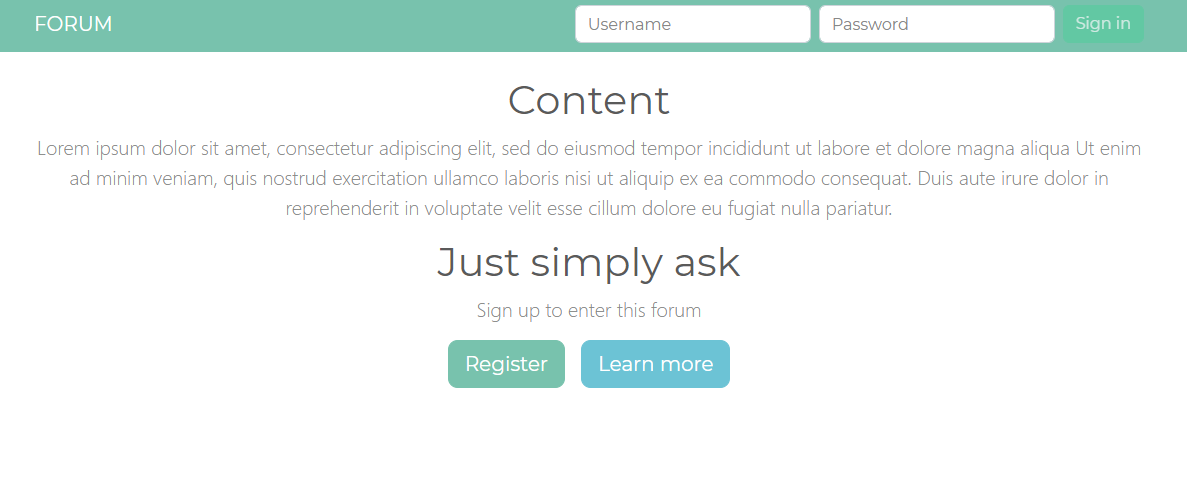 FORUM
Username
Password
Sign in
Content
Lorem ipsum dolor sit amet, consectetur adipiscing elit, sed do eiusmod tempor incididunt ut labore et dolore magna aliqua Ut enim
ad minim veniam, quis nostrud exercitation ullamco laboris nisi ut aliquip ex ea commodo consequat. Duis aute irure dolor in
reprehenderit in voluptate velit esse cillum dolore eu fugiat nulla pariatur.
Just simply ask
Sign up to enter this forum
Register
Learn more